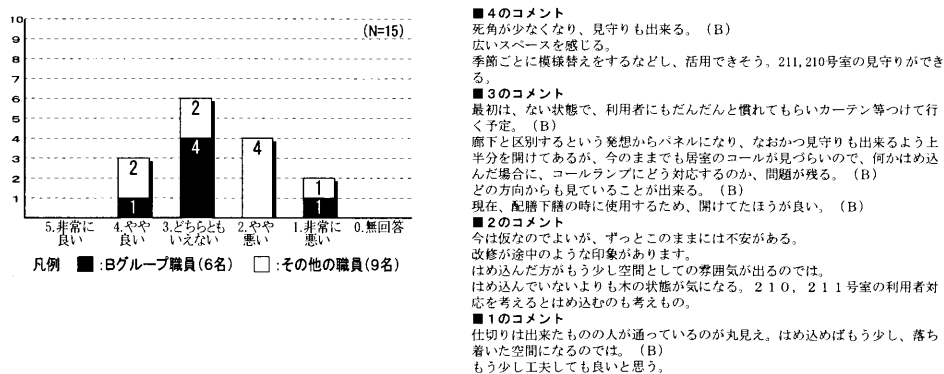 (N=15)
10
9
8
7
6
5
4
3
2
1
2
1
2
4
4
1
1
5.非常に良い
4.やや良い
3.どちらともいえない
2.やや悪い
1.非常に悪い
0.無回答
凡例 ■:Bグループ職員(6名) □:その他の職員(9名)
■4のコメント
死角が少なくなり、見守りも出来る。（B）
広いスペースを感じる。
季節ごとに模様替えをするなどし、活用できそう。211,210号室の見守りができ
る。
■3のコメント
最初は、ない状態で、利用者にもだんだんと慣れてもらいカーテン等つけて行
く予定。（B）
廊下と区別するという発想からパネルになり、なおかつ見守りも出来るよう上
半分を開けてあるが、今のままでも居室のコールが見づらいので、何かはめ込
んだ場合に、コールランプにどう対応するのか、問題が残る。（B）
どの方向からも見ていることが出来る。（B）
現在、配膳下膳の時に使用するため、開けてたほうが良い。（B）
■2のコメント
今は仮なのでよいが、ずっとこのままには不安がある。
改修が途中のような印象があります。
はめ込んだ方がもう少し空間としての雰囲気が出るのでは。
はめ込んでいないよりも木の状態が気になる。２１０，２１１号室の利用者対
応を考えるとはめ込むのも考えもの。
■1のコメント
仕切りは出来たものの人が通っているのが丸見え。はめ込めばもう少し、落ち
着いた空間になるのでは。（B）
もう少し工夫しても良いと思う。